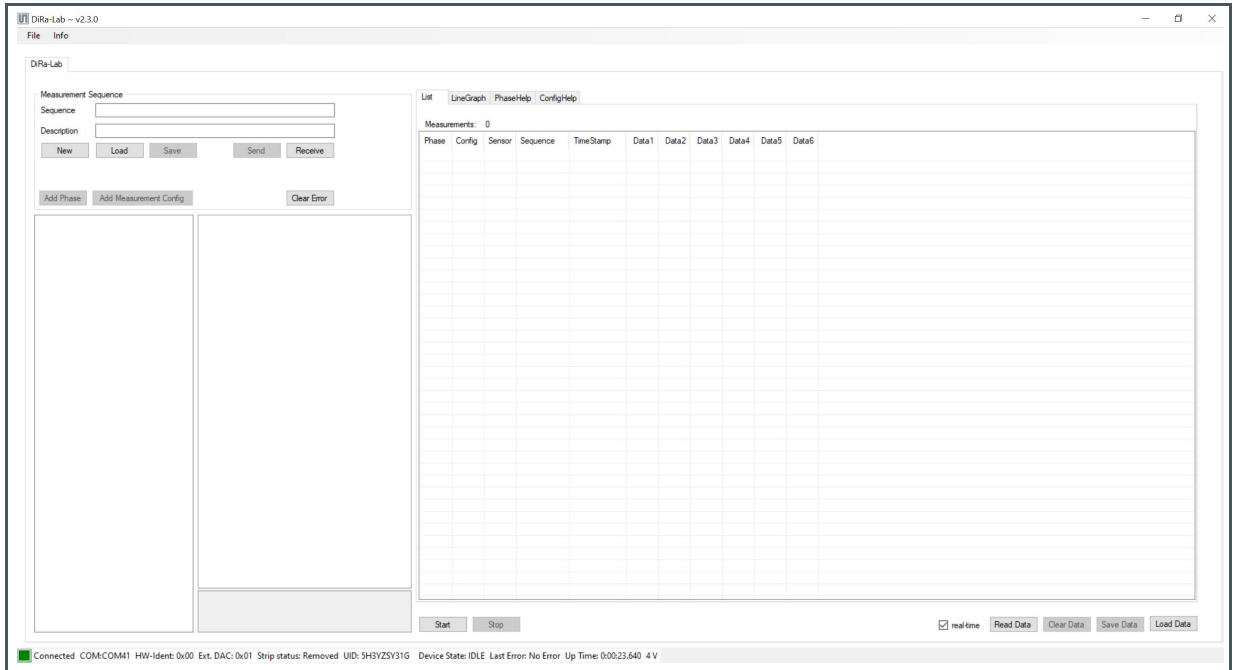 DiRa-Lab ~ v2.3.0
File Info
DiRa-Lab
Measurement Sequence
Sequence
Description
New Load Save Send Receive
Add Phase Add Measurement Config Clear Error
List LineGraph PhaseHelp ConfigHelp
Measurements: 0
Phase Config Sensor Sequence TimeStamp Data1 Data2 Data3 Data4 Data5 Data6
Start Stop real-time Read Data Clear Data Save Data Load Data
Connected COM:COM41 HW-Ident: 0x00 Ext. DAC: 0x01 Strip status: Removed UID: 5H3YZSY31G Device State: IDLE Last Error: No Error Up Time: 0:00:23.640 4 V